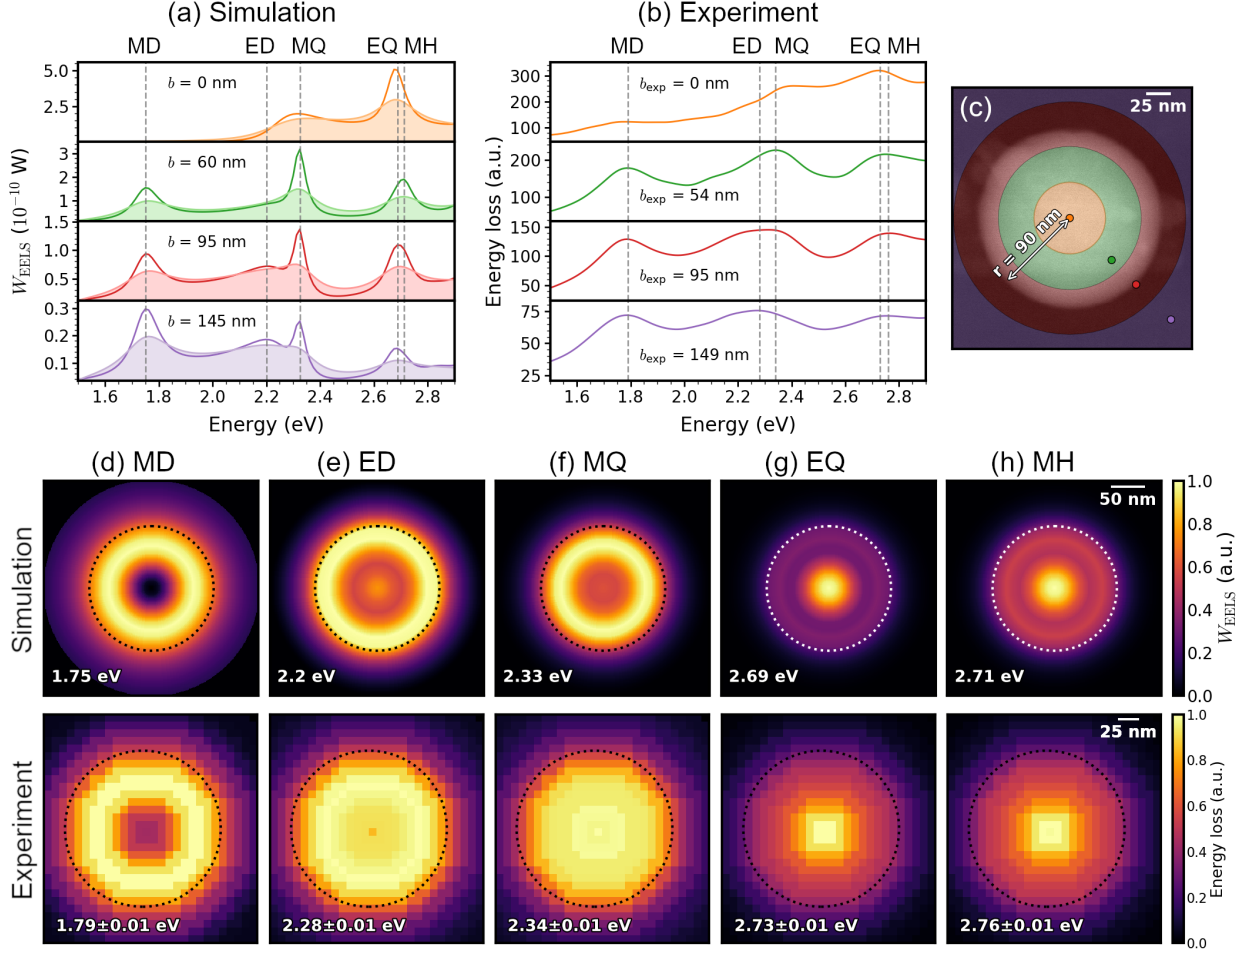 (a) Simulation
(b) Experiment
MD ED MQ EQ MH
MD ED MQ EQ MH
b = 0 nm
5.0
2.5
b = 60 nm
3
2
1
1.5
b = 95 nm
1.5
1.0
0.5
b = 145 nm
0.3
0.2
0.1
W_EELS (10⁻¹⁰ W)
1.6 2.0 2.2 2.4 2.6 2.8
1.8
Energy (eV)
b_exp = 0 nm
300
200
100
b_exp = 54 nm
200
100
b_exp = 95 nm
150
100
50
b_exp = 149 nm
75
50
25
Energy loss (a.u.)
1.6 1.8 2.0 2.2 2.4 2.6 2.8
Energy (eV)
(c)
25 nm
r = 90 nm
(d) MD
(e) ED
(f) MQ
(g) EQ
(h) MH
Simulation
1.75 eV
2.2 eV
2.33 eV
2.69 eV
50 nm
2.71 eV
1.0
0.8
0.6
0.4
0.2
0.0
W_EELS (a.u.)
Experiment
1.79±0.01 eV
2.28±0.01 eV
2.34±0.01 eV
2.73±0.01 eV
25 nm
2.76±0.01 eV
1.0
0.8
0.6
0.4
0.2
0.0
Energy loss (a.u.)